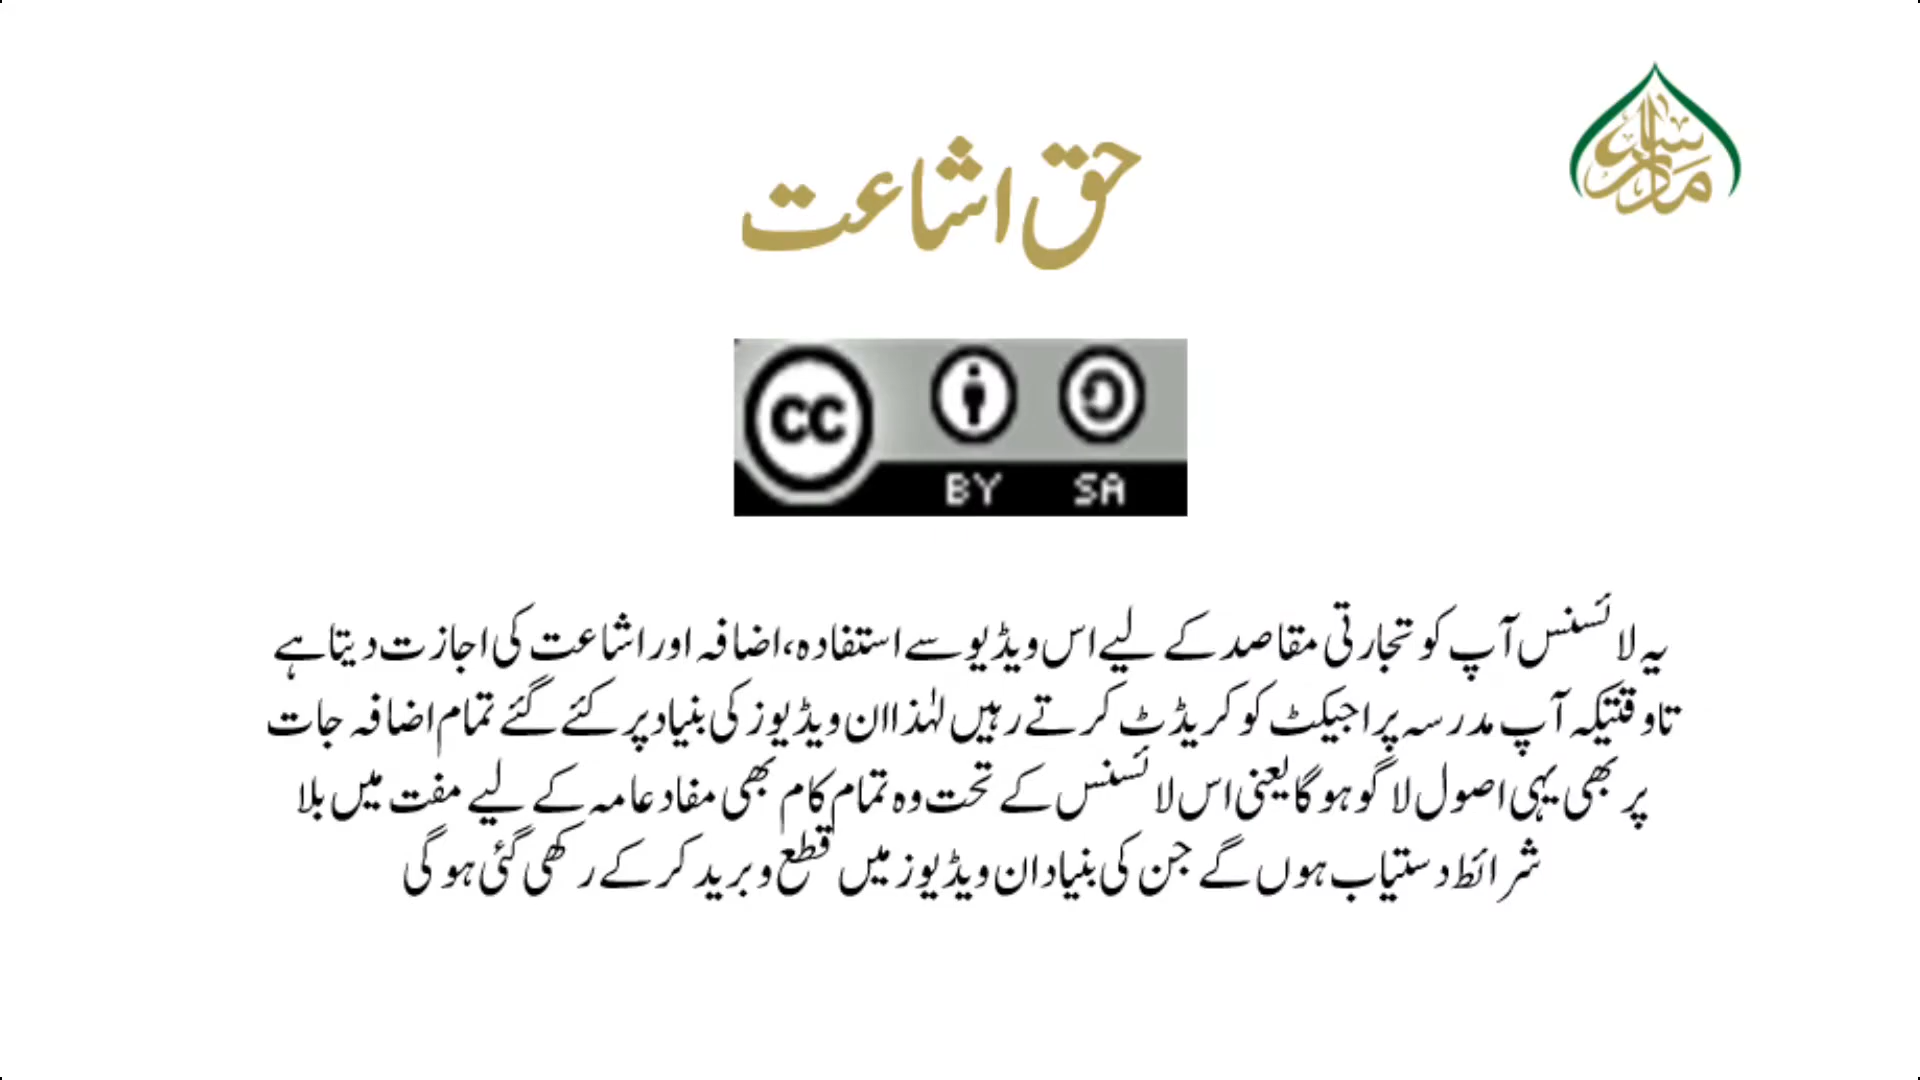 مدرسہ
حق اشاعت
cc
BY SA
یہ لائسنس آپ کو تجارتی مقاصد کے لیے اس ویڈیو سے استفادہ، اضافہ اور اشاعت کی اجازت دیتا ہے
تاوقتیکہ آپ مدرسہ پراجیکٹ کو کریڈٹ کرتے رہیں لہٰذا ان ویڈیوز کی بنیاد پر کئے گئے تمام اضافہ جات
پر بھی یہی اصول لاگو ہوگا یعنی اس لائسنس کے تحت وہ تمام کام بھی مفاد عامہ کے لیے مفت میں بلا
شرائط دستیاب ہوں گے جن کی بنیاد ان ویڈیوز میں قطع و برید کر کے رکھی گئی ہوگی